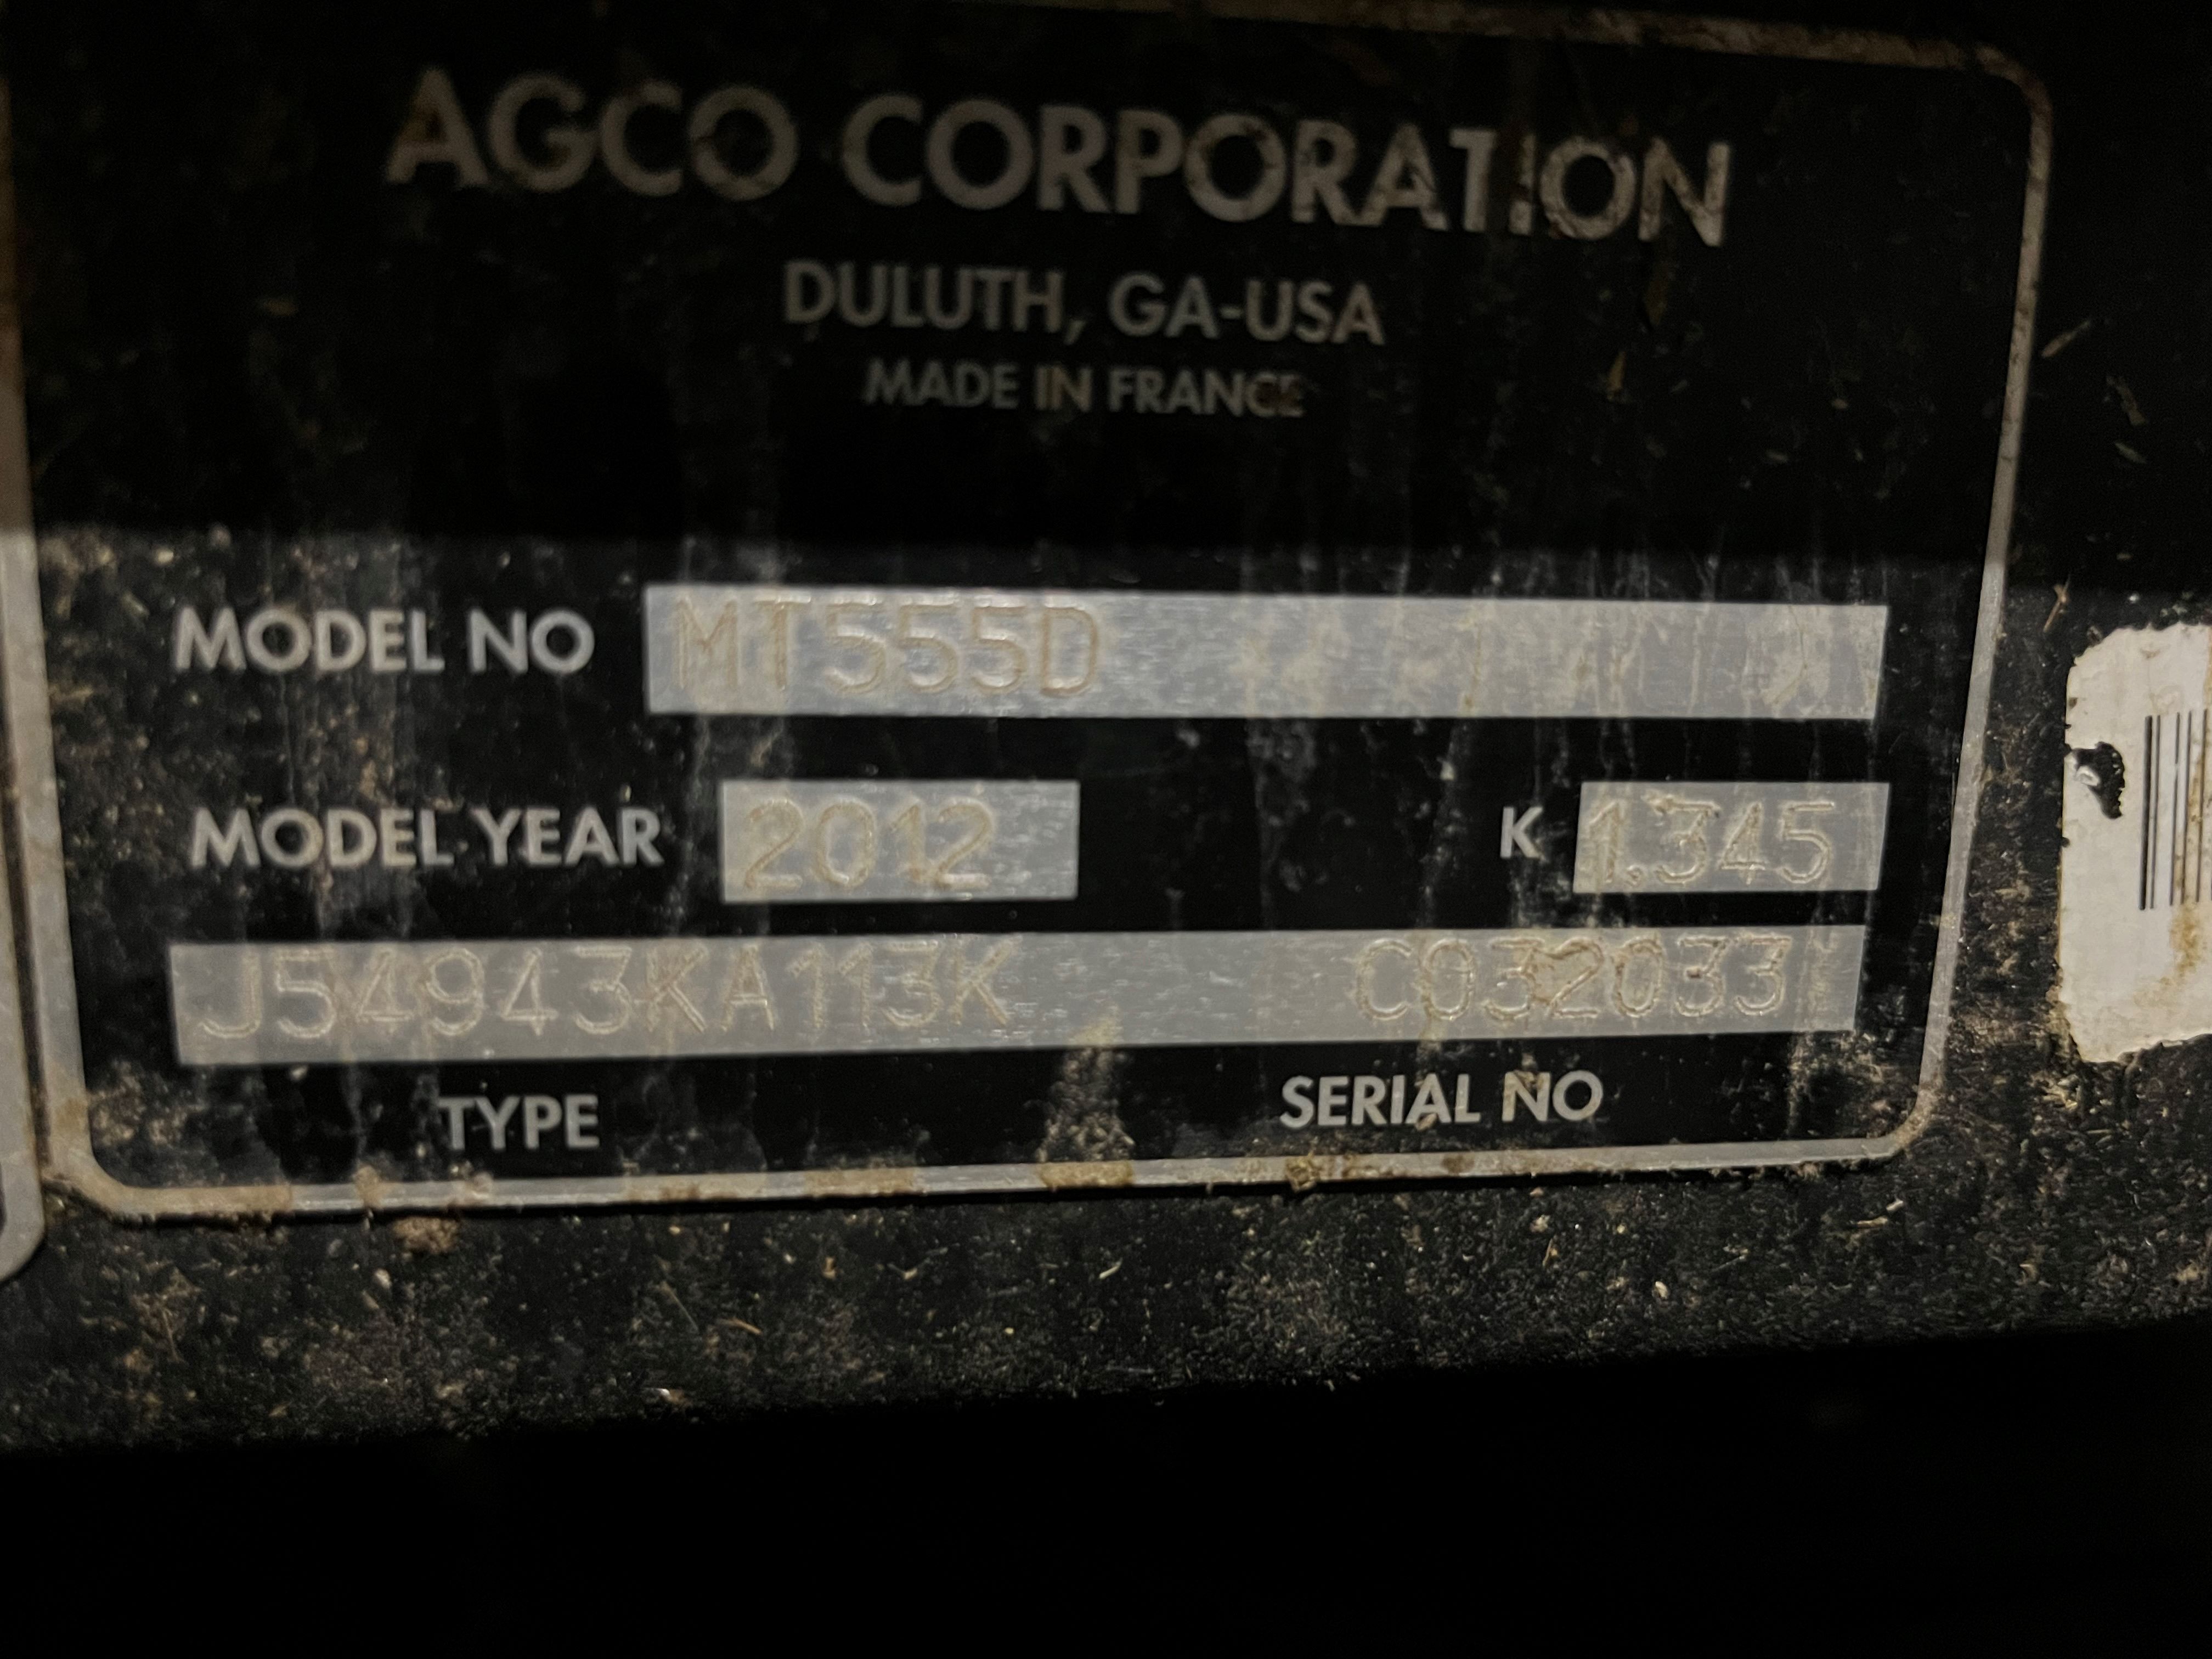 AGCO CORPORATION
DULUTH, GA-USA
MADE IN FRANCE
MODEL NO MT555D
MODEL YEAR 2012 K 1.345
J54943KA113K C032033
TYPE SERIAL NO